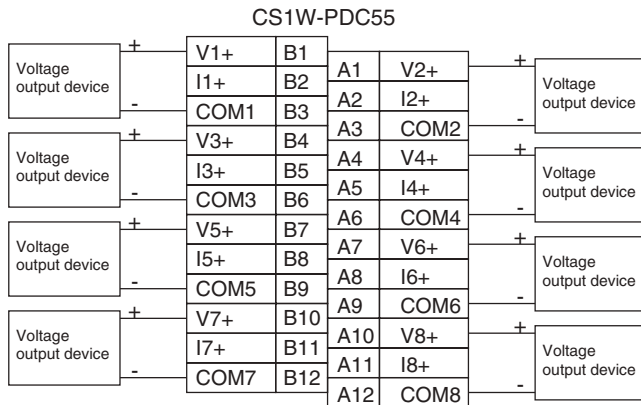 CS1W-PDC55
Voltage
output device
+
-
V1+ B1
I1+ B2
COM1 B3
Voltage
output device
+
-
V3+ B4
I3+ B5
COM3 B6
Voltage
output device
+
-
V5+ B7
I5+ B8
COM5 B9
Voltage
output device
+
-
V7+ B10
I7+ B11
COM7 B12
A1 V2+
A2 I2+
A3 COM2
+
-
Voltage
output device
A4 V4+
A5 I4+
A6 COM4
+
-
Voltage
output device
A7 V6+
A8 I6+
A9 COM6
+
-
Voltage
output device
A10 V8+
A11 I8+
A12 COM8
+
-
Voltage
output device